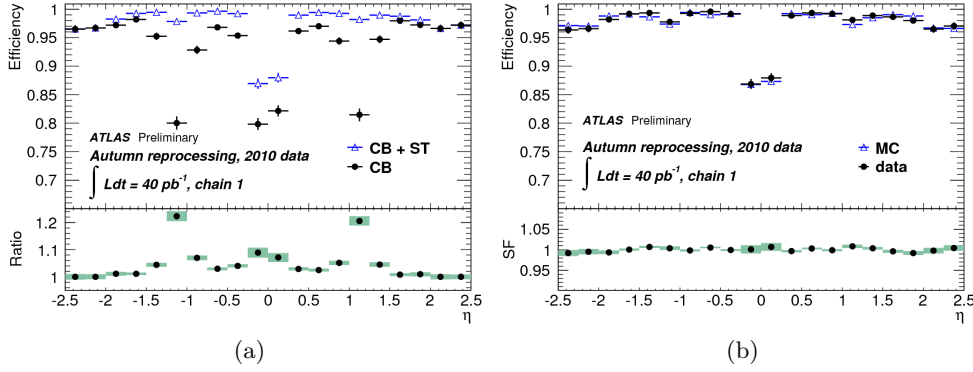 Efficiency
1
0.95
0.9
0.85
0.8
0.75
0.7
0.65
ATLAS Preliminary
Autumn reprocessing, 2010 data
∫ Ldt = 40 pb⁻¹, chain 1
CB + ST
CB
Ratio
1.2
1.1
1
-2.5 -2 -1.5 -1 -0.5 0 0.5 1 1.5 2 2.5
η
(a)
Efficiency
1
0.95
0.9
0.85
0.8
0.75
0.7
0.65
ATLAS Preliminary
Autumn reprocessing, 2010 data
∫ Ldt = 40 pb⁻¹, chain 1
MC
data
SF
1.05
1
0.95
-2.5 -2 -1.5 -1 -0.5 0 0.5 1 1.5 2 2.5
η
(b)